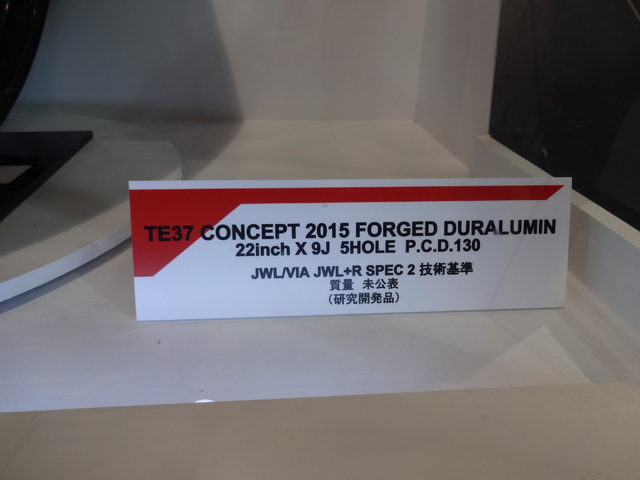 TE37 CONCEPT 2015 FORGED DURALUMIN
22inch X 9J 5HOLE P.C.D.130
JWL/VIA JWL+R SPEC 2 技術基準
質量 未公表
（研究開発品）